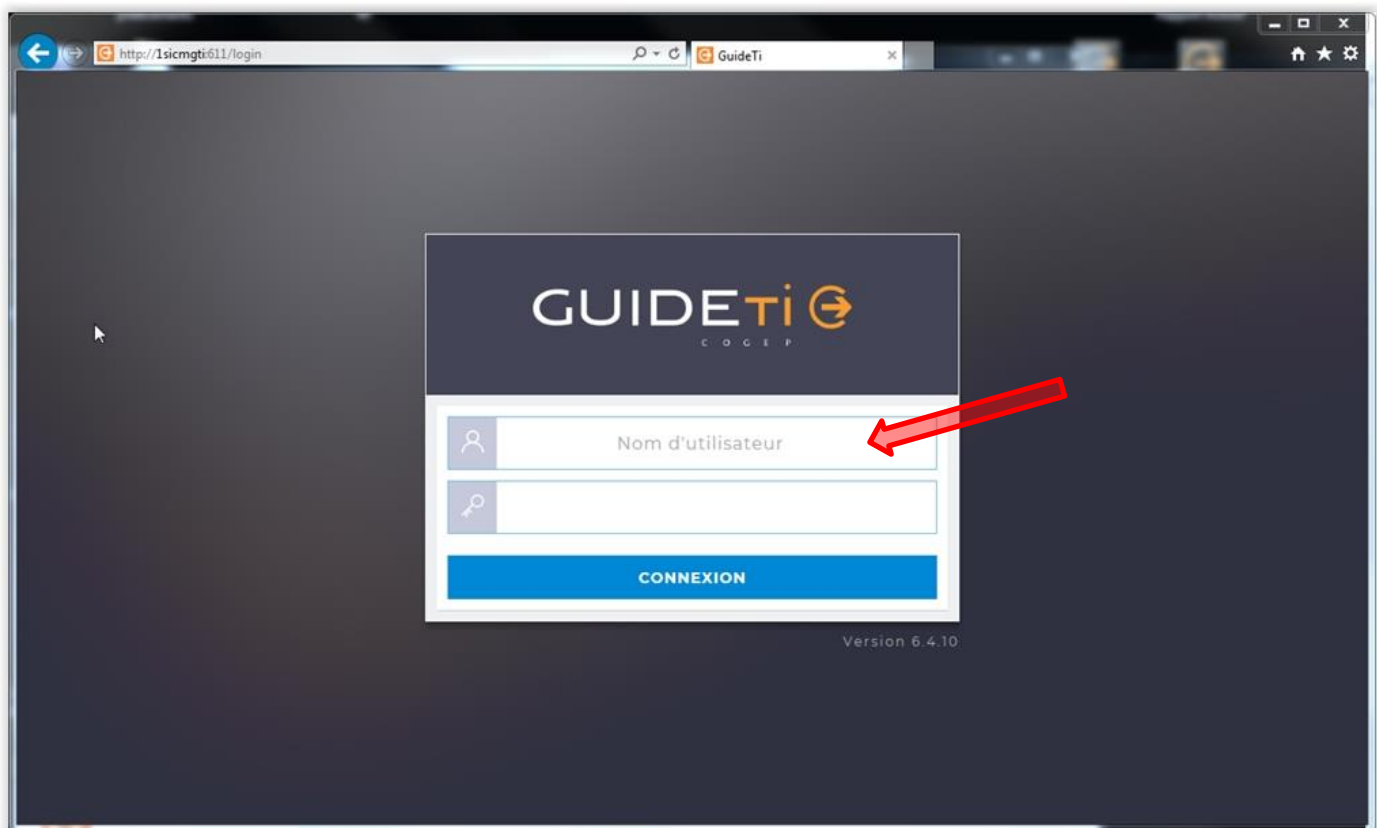 http://1sicmgti:611/login
GuideTi
GUIDETi
COGEP
Nom d'utilisateur
CONNEXION
Version 6.4.10